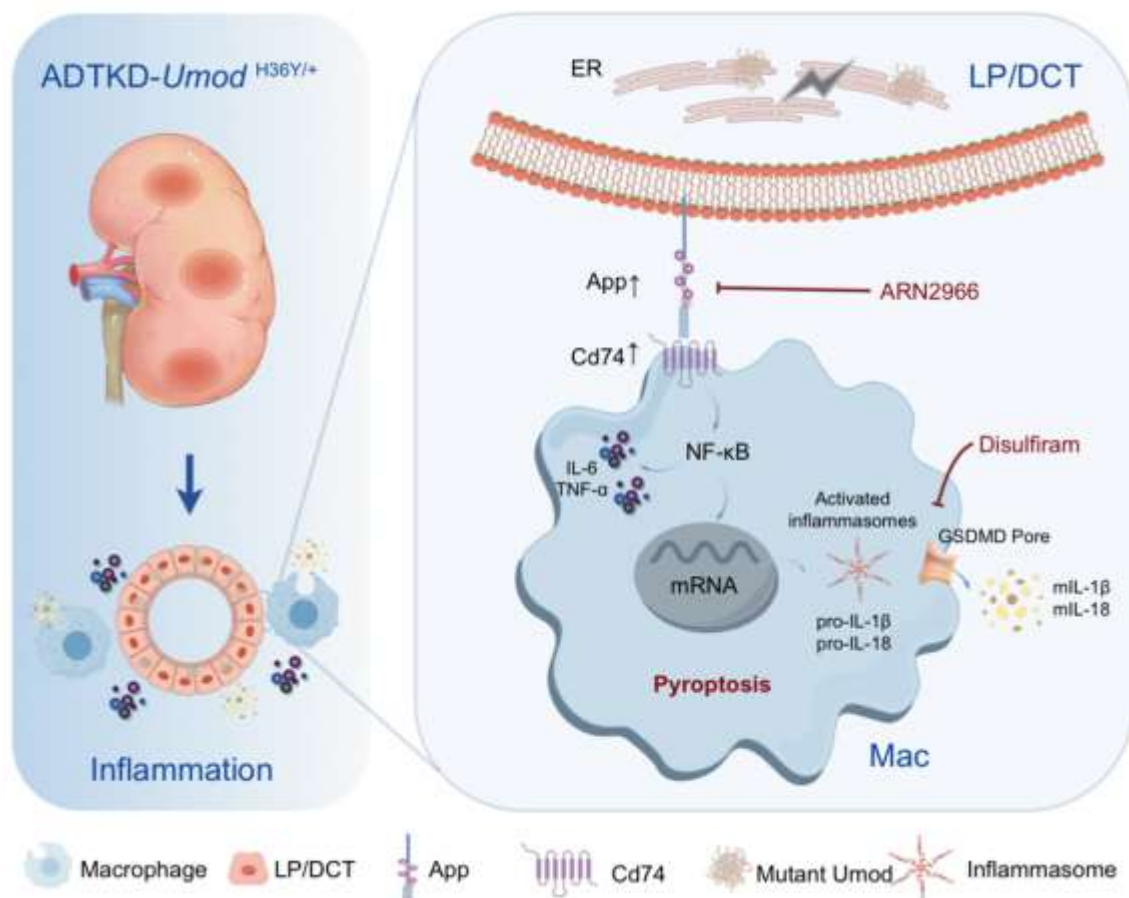 ADTKD-Umod H36Y/+
Inflammation
ER
LP/DCT
App↑
ARN2966
Cd74↑
NF-κB
IL-6
TNF-α
Disulfiram
Activated
inflammasomes
GSDMD Pore
mRNA
mIL-1β
mIL-18
pro-IL-1β
pro-IL-18
Pyroptosis
Mac
Macrophage
LP/DCT
App
Cd74
Mutant Umod
Inflammasome